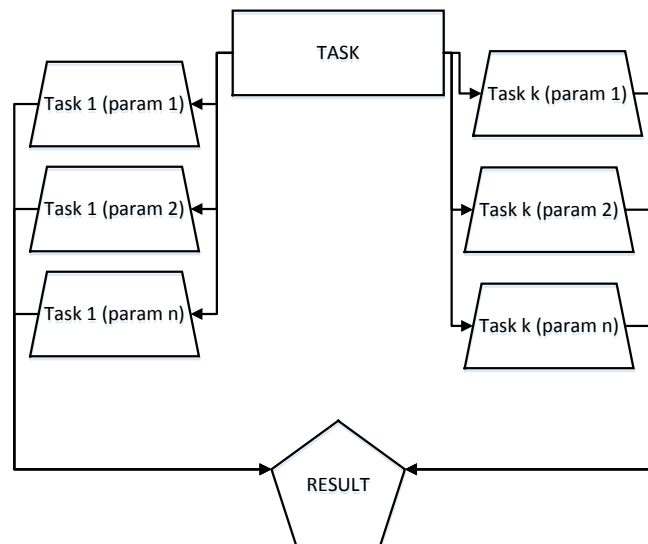 TASK
Task 1 (param 1)
Task k (param 1)
Task 1 (param 2)
Task k (param 2)
Task 1 (param n)
Task k (param n)
RESULT